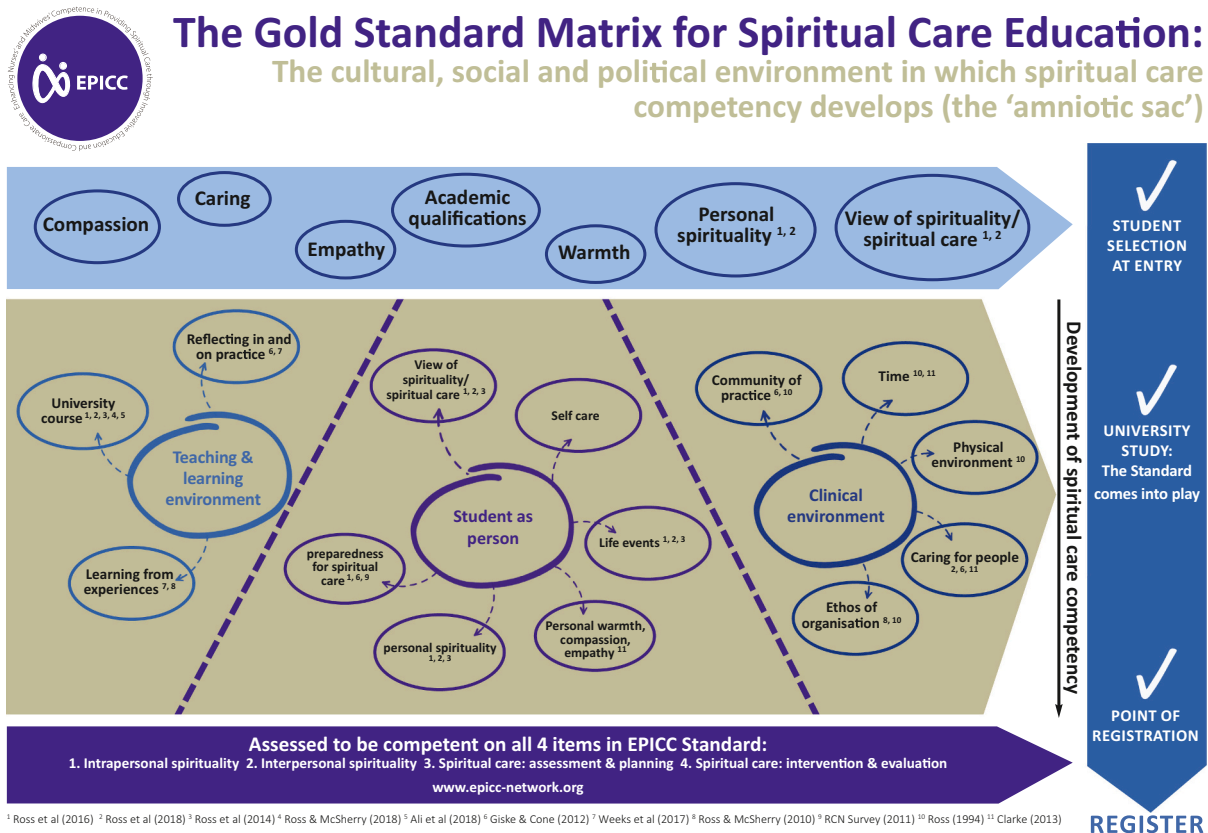 Enhancing Nurses and Midwives Competence in Providing Spiritual Care through Innovative Education and Compassionate Care
EPICC
The Gold Standard Matrix for Spiritual Care Education:
The cultural, social and political environment in which spiritual care
competency develops (the ‘amniotic sac’)
Compassion
Caring
Empathy
Academic
qualifications
Warmth
Personal
spirituality 1, 2
View of spirituality/
spiritual care 1, 2
STUDENT
SELECTION
AT ENTRY
Reflecting in and
on practice 6, 7
University
course 1, 2, 3, 4, 5
Teaching &
learning
environment
Learning from
experiences 7, 8
View of
spirituality/
spiritual care 1, 2, 3
Self care
Student as
person
Life events 1, 2, 3
preparedness
for spiritual
care 1, 6, 9
personal spirituality
1, 2, 3
Personal warmth,
compassion,
empathy 11
Community of
practice 6, 10
Time 10, 11
Physical
environment 10
Clinical
environment
Caring for people
2, 6, 11
Ethos of
organisation 8, 10
Development of spiritual care competency
UNIVERSITY
STUDY:
The Standard
comes into play
POINT OF
REGISTRATION
Assessed to be competent on all 4 items in EPICC Standard:
1. Intrapersonal spirituality 2. Interpersonal spirituality 3. Spiritual care: assessment & planning 4. Spiritual care: intervention & evaluation
www.epicc-network.org
1 Ross et al (2016) 2 Ross et al (2018) 3 Ross et al (2014) 4 Ross & McSherry (2018) 5 Ali et al (2018) 6 Giske & Cone (2012) 7 Weeks et al (2017) 8 Ross & McSherry (2010) 9 RCN Survey (2011) 10 Ross (1994) 11 Clarke (2013)
REGISTER